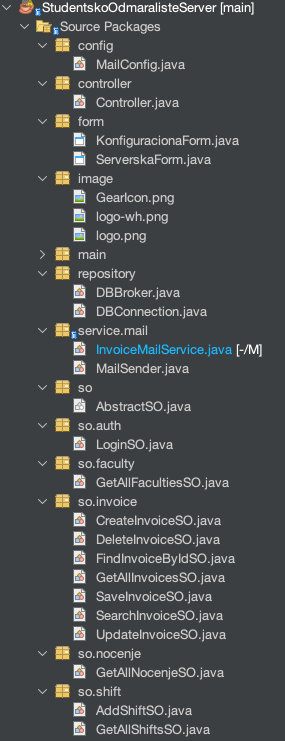 StudentskoOdmaralisteServer [main]
Source Packages
config
MailConfig.java
controller
Controller.java
form
KonfiguracionaForm.java
ServerskaForm.java
image
GearIcon.png
logo-wh.png
logo.png
main
repository
DBBroker.java
DBConnection.java
service.mail
InvoiceMailService.java [-/M]
MailSender.java
so
AbstractSO.java
so.auth
LoginSO.java
so.faculty
GetAllFacultiesSO.java
so.invoice
CreateInvoiceSO.java
DeleteInvoiceSO.java
FindInvoiceByIdSO.java
GetAllInvoicesSO.java
SaveInvoiceSO.java
SearchInvoiceSO.java
UpdateInvoiceSO.java
so.nocenje
GetAllNocenjeSO.java
so.shift
AddShiftSO.java
GetAllShiftsSO.java